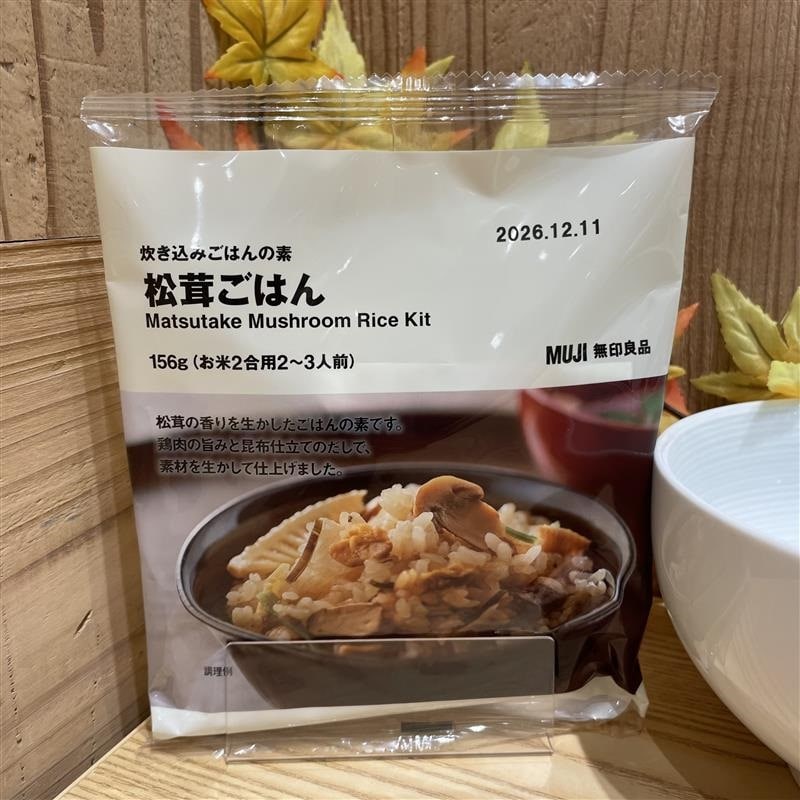 2026.12.11
炊き込みごはんの素
松茸ごはん
Matsutake Mushroom Rice Kit
156g（お米2合用2〜3人前）
MUJI 無印良品
松茸の香りを生かしたごはんの素です。
鶏肉の旨みと昆布仕立てのだしで、
素材を生かして仕上げました。
調理例